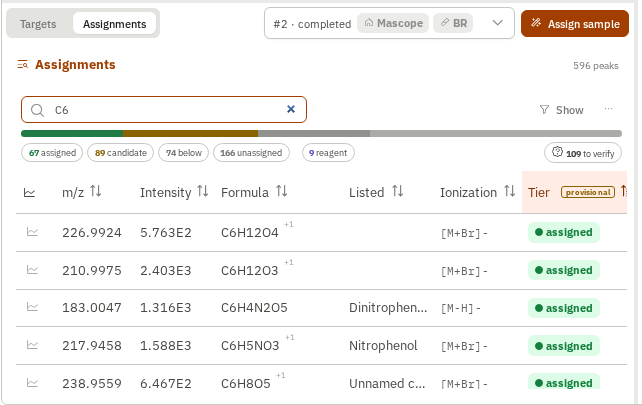 Targets Assignments #2 · completed Mascope BR Assign sample
Assignments 596 peaks
C6 Show ...
67 assigned 89 candidate 74 below 166 unassigned 9 reagent 109 to verify
m/z Intensity Formula Listed Ionization Tier provisional
226.9924 5.763E2 C6H12O4 +1 [M+Br]- assigned
210.9975 2.403E3 C6H12O3 +1 [M+Br]- assigned
183.0047 1.316E3 C6H4N2O5 Dinitrophen... [M-H]- assigned
217.9458 1.588E3 C6H5NO3 +1 Nitrophenol [M+Br]- assigned
238.9559 6.467E2 C6H8O5 +1 Unnamed c... [M+Br]- assigned